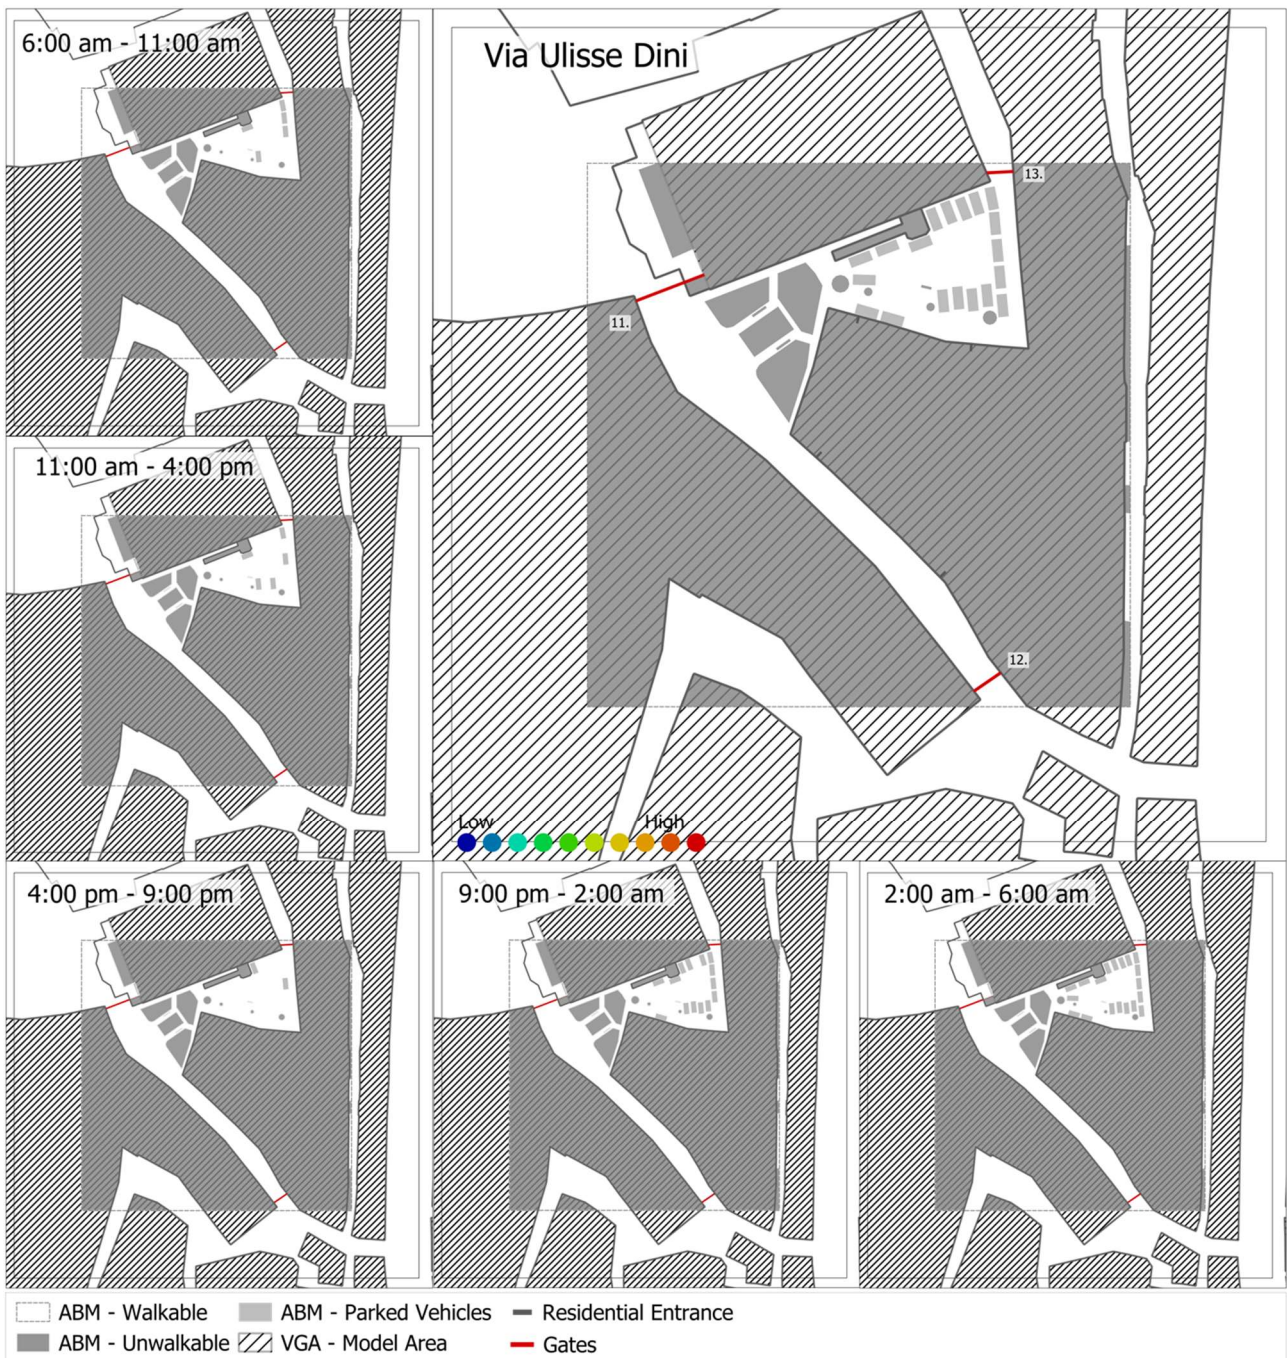 6:00 am - 11:00 am
Via Ulisse Dini
13.
11.
12.
Low
High
11:00 am - 4:00 pm
4:00 pm - 9:00 pm
9:00 pm - 2:00 am
2:00 am - 6:00 am
ABM - Walkable
ABM - Parked Vehicles
Residential Entrance
ABM - Unwalkable
VGA - Model Area
Gates